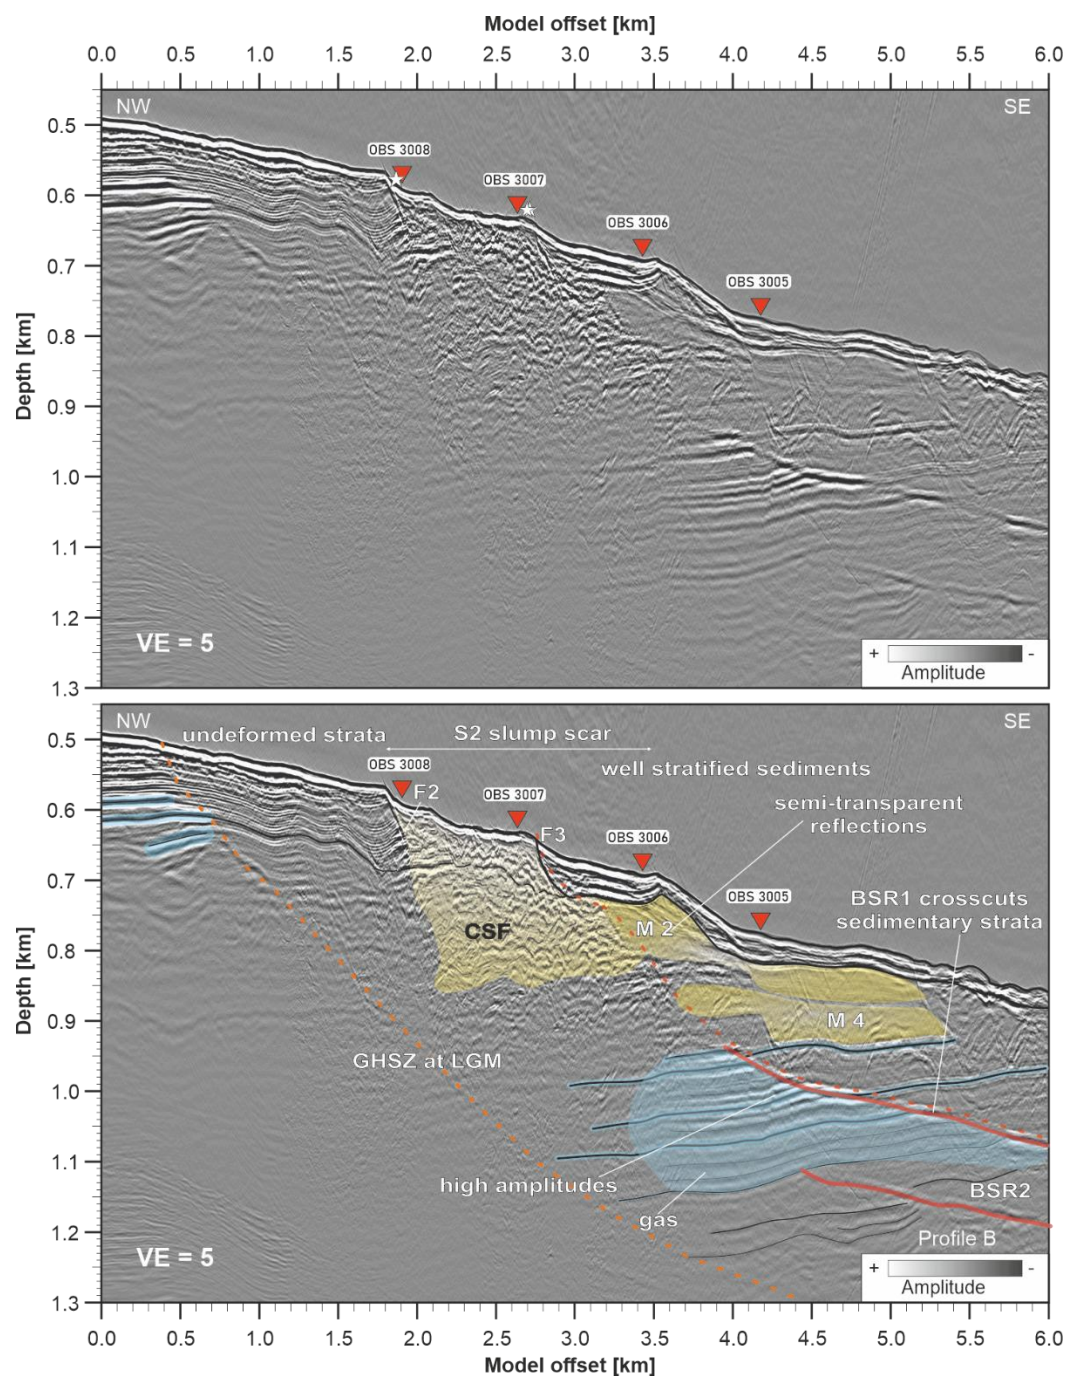 Model offset [km]
0.0 0.5 1.0 1.5 2.0 2.5 3.0 3.5 4.0 4.5 5.0 5.5 6.0
NW
SE
0.5
0.6
0.7
0.8
0.9
1.0
1.1
1.2
1.3
Depth [km]
OBS 3008
OBS 3007
OBS 3006
OBS 3005
VE = 5
+ -
Amplitude
NW
SE
0.5
0.6
0.7
0.8
0.9
1.0
1.1
1.2
1.3
Depth [km]
undeformed strata
S2 slump scar
well stratified sediments
OBS 3008
F2
OBS 3007
F3
OBS 3006
semi-transparent
reflections
OBS 3005
BSR1 crosscuts
sedimentary strata
CSF
M 2
M 4
GHSZ at LGM
high amplitudes
gas
BSR2
Profile B
VE = 5
+ -
Amplitude
0.0 0.5 1.0 1.5 2.0 2.5 3.0 3.5 4.0 4.5 5.0 5.5 6.0
Model offset [km]